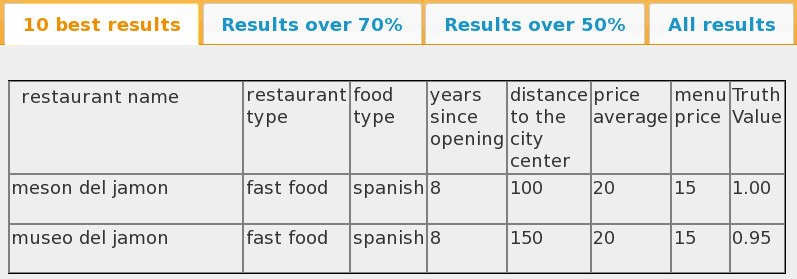 10 best results Results over 70% Results over 50% All results
restaurant name restaurant type food type years since opening distance to the city center price average menu price Truth Value
meson del jamon fast food spanish 8 100 20 15 1.00
museo del jamon fast food spanish 8 150 20 15 0.95